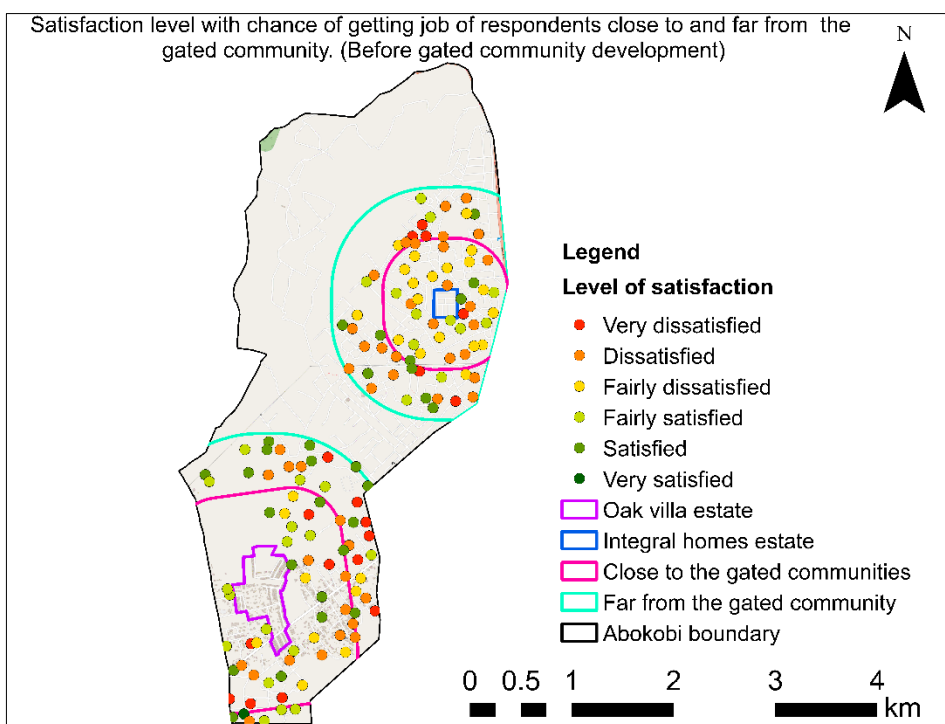 Satisfaction level with chance of getting job of respondents close to and far from the
gated community. (Before gated community development)
N
Legend
Level of satisfaction
Very dissatisfied
Dissatisfied
Fairly dissatisfied
Fairly satisfied
Satisfied
Very satisfied
Oak villa estate
Integral homes estate
Close to the gated communities
Far from the gated community
Abokobi boundary
0 0.5 1 2 3 4
km